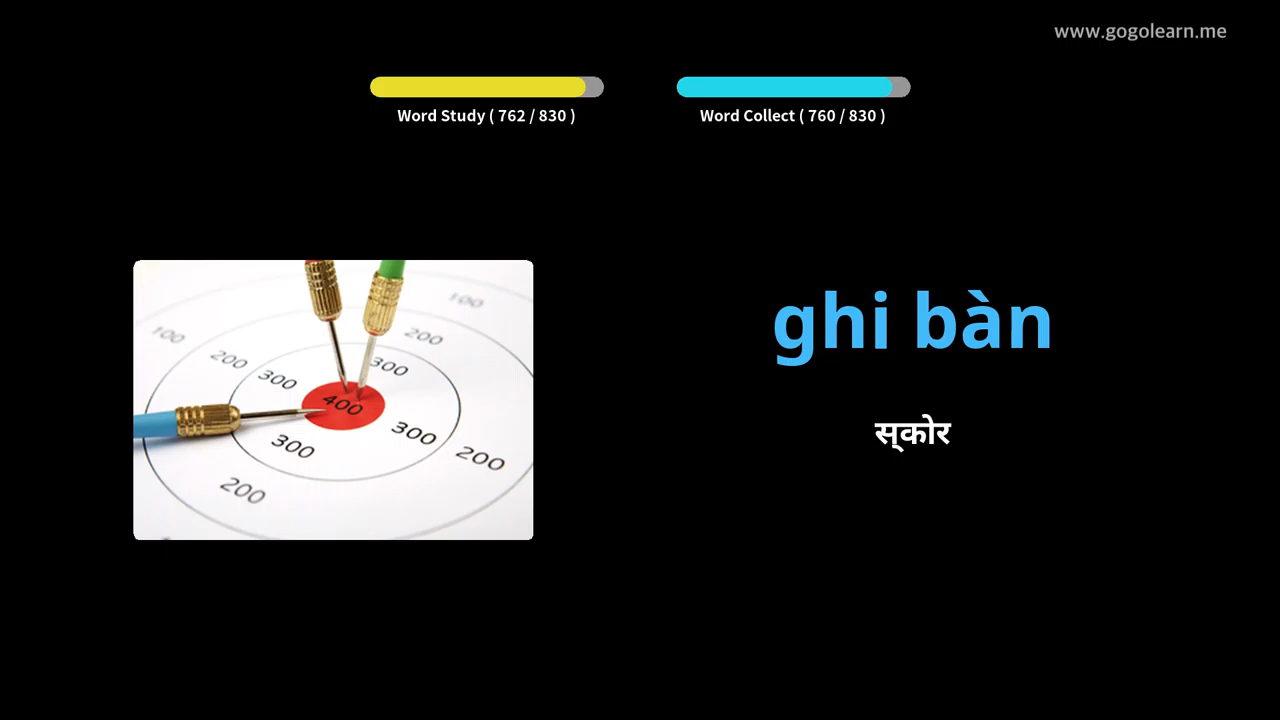 www.gogolearn.me
Word Study ( 762 / 830 )
Word Collect ( 760 / 830 )
ghi bàn
स्कोर
100
100
200
200
300
300
400
300
300
200
200